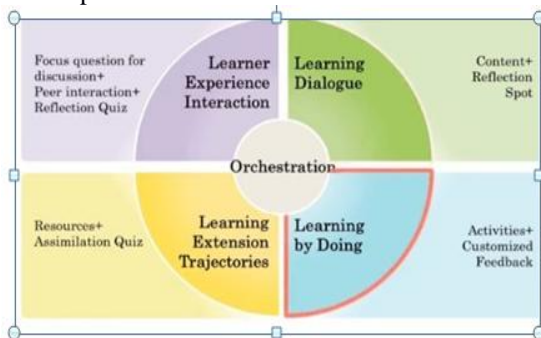 Focus question for
discussion+
Peer interaction+
Reflection Quiz
Learner
Experience
Interaction
Learning
Dialogue
Content+
Reflection
Spot
Orchestration
Resources+
Assimilation Quiz
Learning
Extension
Trajectories
Learning
by Doing
Activities+
Customized
Feedback